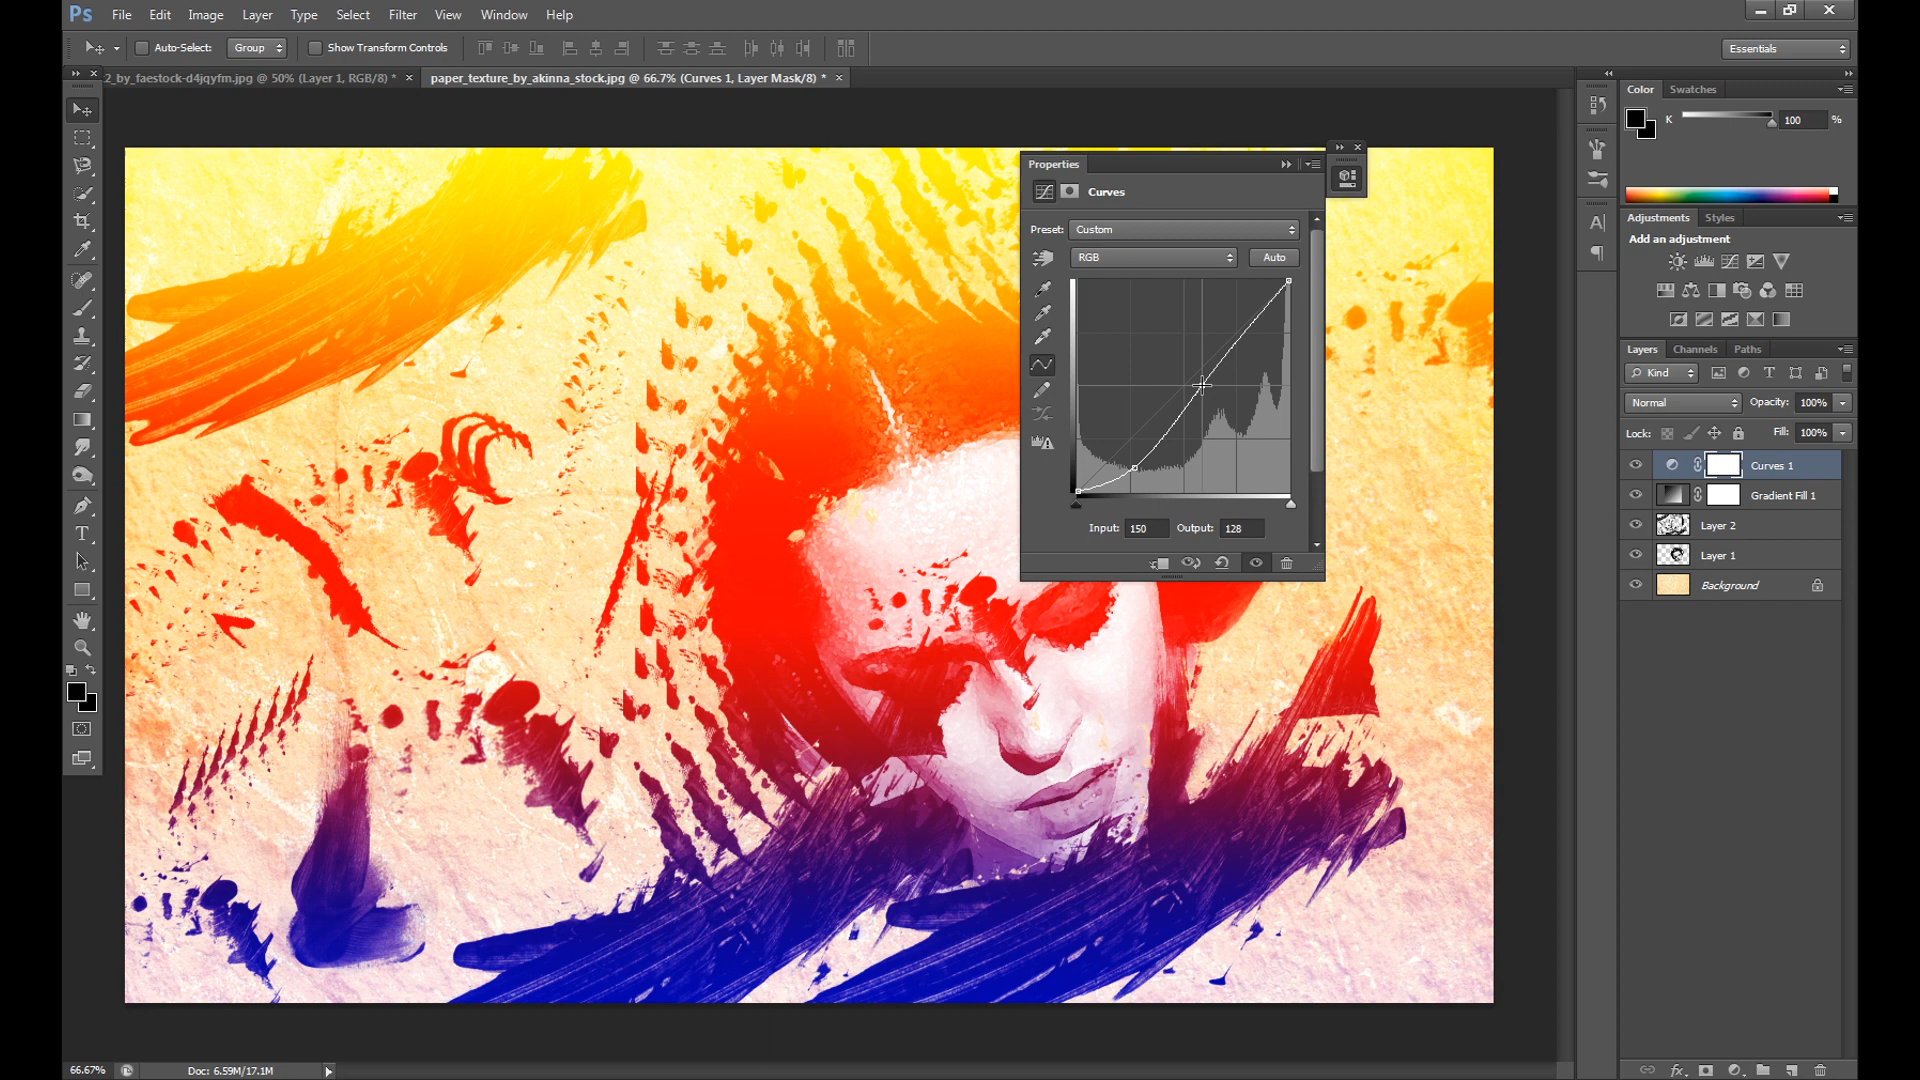 Ps File Edit Image Layer Type Select Filter View Window Help
Auto-Select: Group Show Transform Controls Essentials
2_by_faestock-d4jqyfm.jpg @ 50% (Layer 1, RGB/8) * paper_texture_by_akinna_stock.jpg @ 66.7% (Curves 1, Layer Mask/8) *
Color Swatches
K 100 %
Properties
Curves
Preset: Custom
RGB Auto
Input: 150 Output: 128
Adjustments Styles
Add an adjustment
Layers Channels Paths
Kind
Normal Opacity: 100%
Lock: Fill: 100%
Curves 1
Gradient Fill 1
Layer 2
Layer 1
Background
66.67% Doc: 6.59M/17.1M